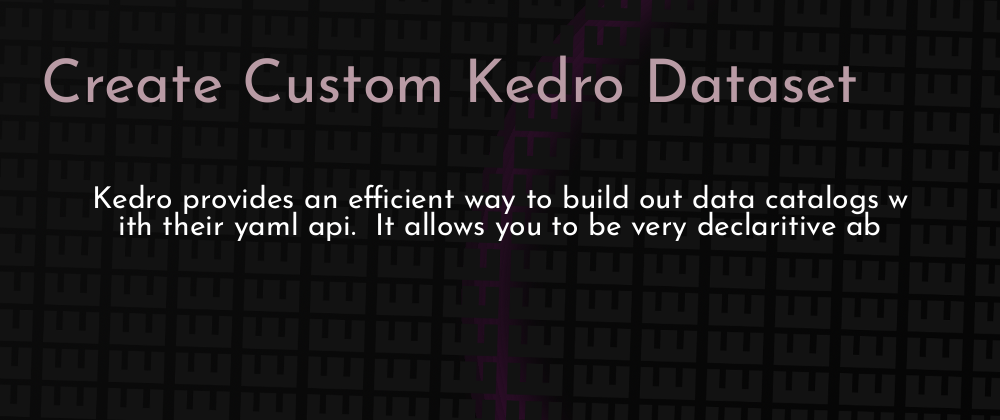 Create Custom Kedro Dataset
Kedro provides an efficient way to build out data catalogs w
ith their yaml api.  It allows you to be very declaritive ab